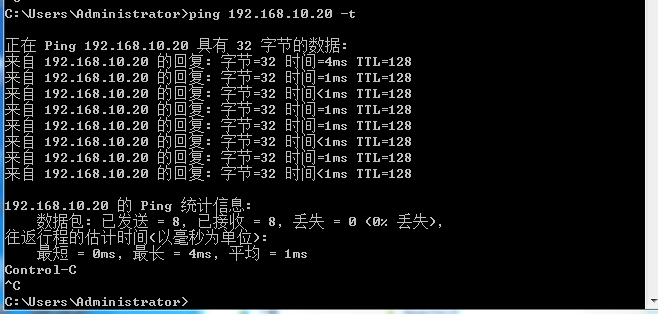 C:\Users\Administrator>ping 192.168.10.20 -t
正在 Ping 192.168.10.20 具有 32 字节的数据:
来自 192.168.10.20 的回复: 字节=32 时间=4ms TTL=128
来自 192.168.10.20 的回复: 字节=32 时间=1ms TTL=128
来自 192.168.10.20 的回复: 字节=32 时间<1ms TTL=128
来自 192.168.10.20 的回复: 字节=32 时间=1ms TTL=128
来自 192.168.10.20 的回复: 字节=32 时间=1ms TTL=128
来自 192.168.10.20 的回复: 字节=32 时间<1ms TTL=128
来自 192.168.10.20 的回复: 字节=32 时间=1ms TTL=128
来自 192.168.10.20 的回复: 字节=32 时间<1ms TTL=128
192.168.10.20 的 Ping 统计信息:
数据包: 已发送 = 8, 已接收 = 8, 丢失 = 0 (0% 丢失),
往返行程的估计时间(以毫秒为单位):
最短 = 0ms, 最长 = 4ms, 平均 = 1ms
Control-C
^C
C:\Users\Administrator>